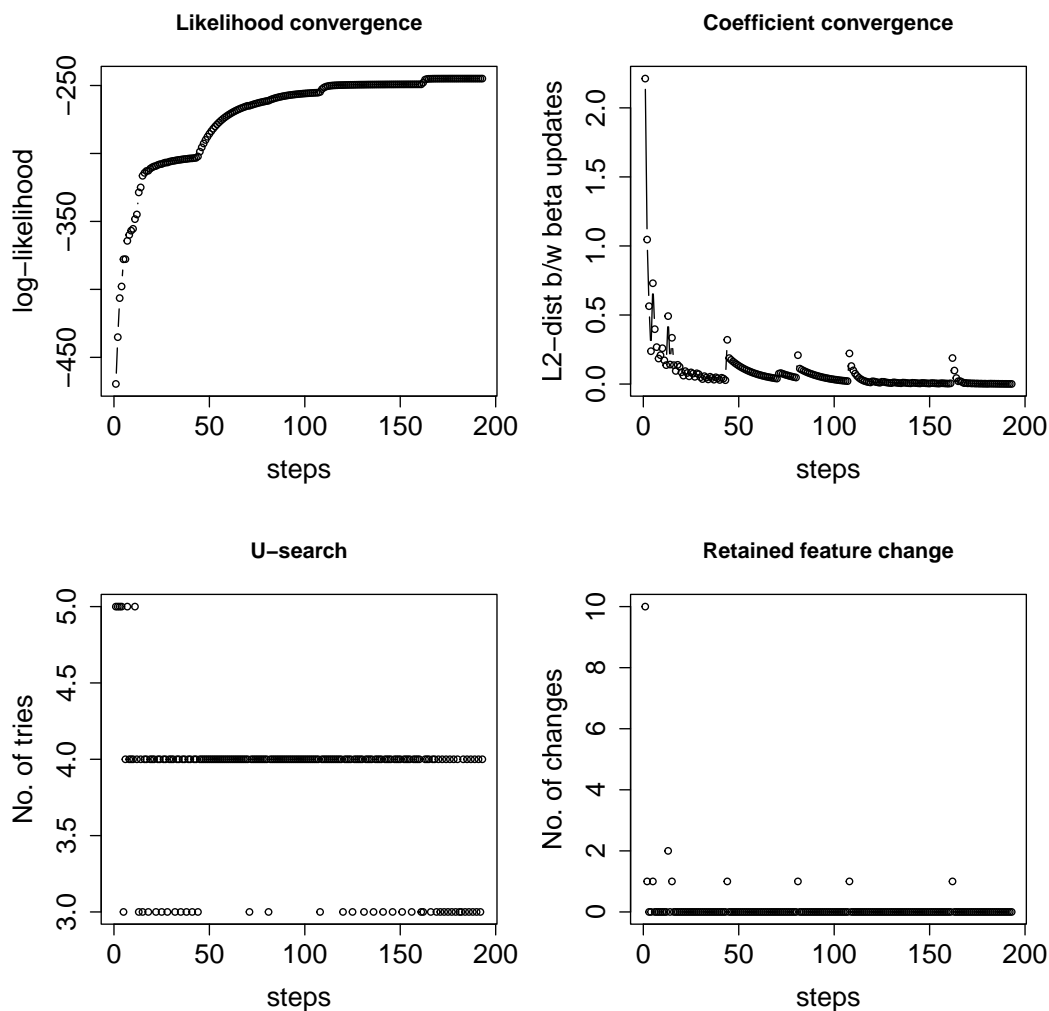 Likelihood convergence
log−likelihood
−250
−350
−450
0 50 100 150 200
steps
Coefficient convergence
L2−dist b/w beta updates
2.0
1.5
1.0
0.5
0.0
0 50 100 150 200
steps
U−search
No. of tries
5.0
4.5
4.0
3.5
3.0
0 50 100 150 200
steps
Retained feature change
No. of changes
10
8
6
4
2
0
0 50 100 150 200
steps